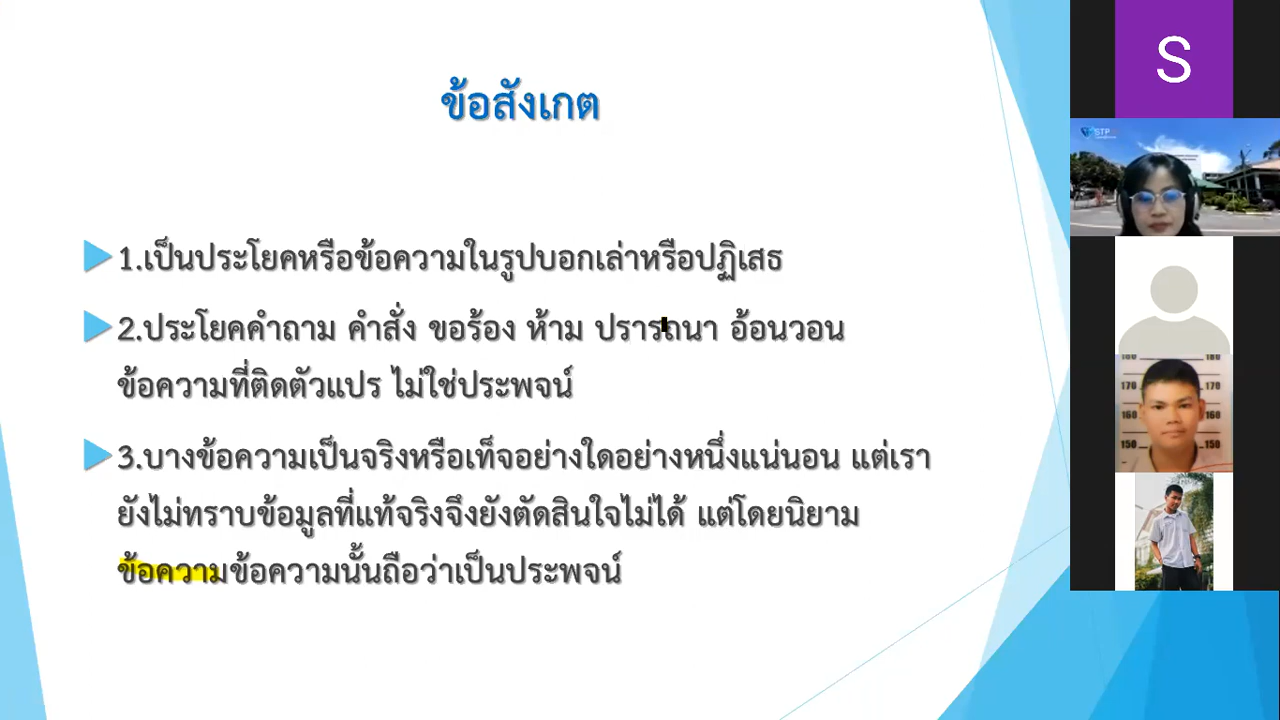 ข้อสังเกต
1.เป็นประโยคหรือข้อความในรูปบอกเล่าหรือปฏิเสธ
2.ประโยคคำถาม คำสั่ง ขอร้อง ห้าม ปรารถนา อ้อนวอน
ข้อความที่ติดตัวแปร ไม่ใช่ประพจน์
3.บางข้อความเป็นจริงหรือเท็จอย่างใดอย่างหนึ่งแน่นอน แต่เรา
ยังไม่ทราบข้อมูลที่แท้จริงจึงยังตัดสินใจไม่ได้ แต่โดยนิยาม
ข้อความข้อความนั้นถือว่าเป็นประพจน์
S
STP
180 180
170 170
160 160
150 150